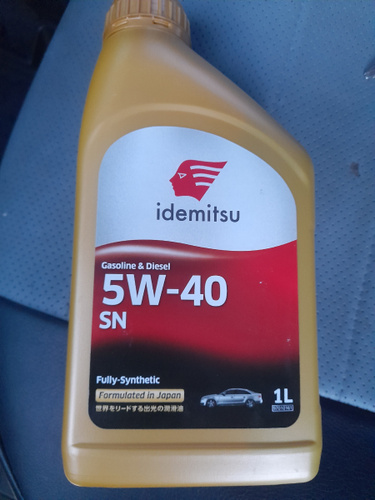 idemitsu
Gasoline & Diesel
5W-40
SN
Fully-Synthetic
Formulated in Japan
世界をリードする出光の潤滑油
1L